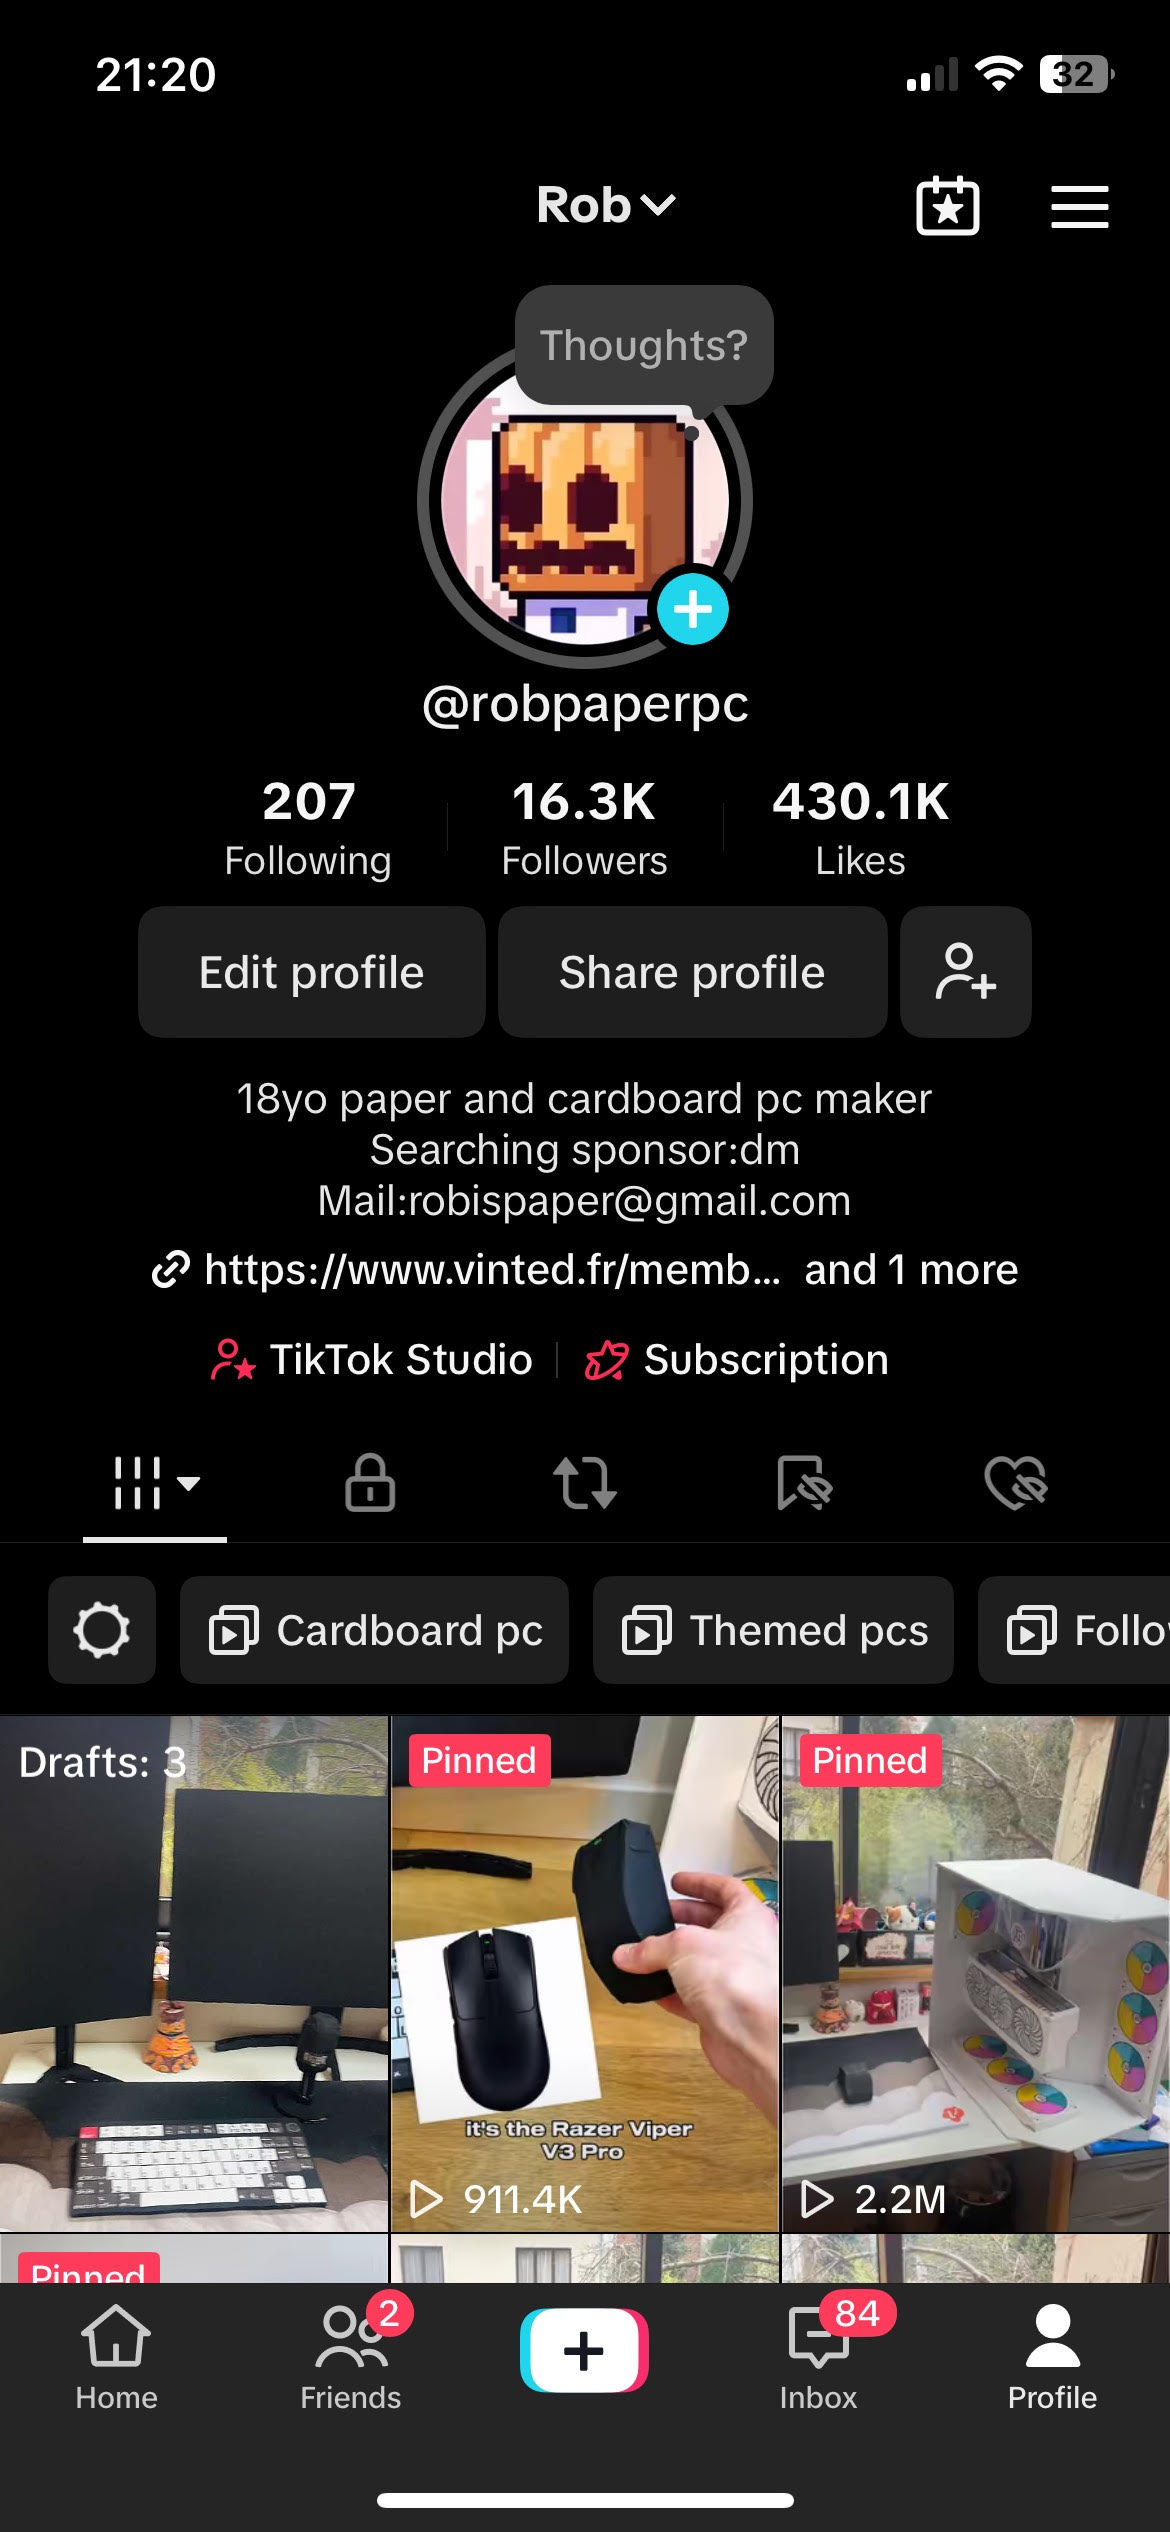 21:20
32
Rob
Thoughts?
@robpaperpc
207 16.3K 430.1K
Following Followers Likes
Edit profile Share profile
18yo paper and cardboard pc maker
Searching sponsor:dm
Mail:robispaper@gmail.com
https://www.vinted.fr/memb... and 1 more
TikTok Studio Subscription
Cardboard pc Themed pcs Follo
Drafts: 3 Pinned Pinned
it's the Razer Viper
V3 Pro
911.4K 2.2M
Pinned
2 84
Home Friends Inbox Profile